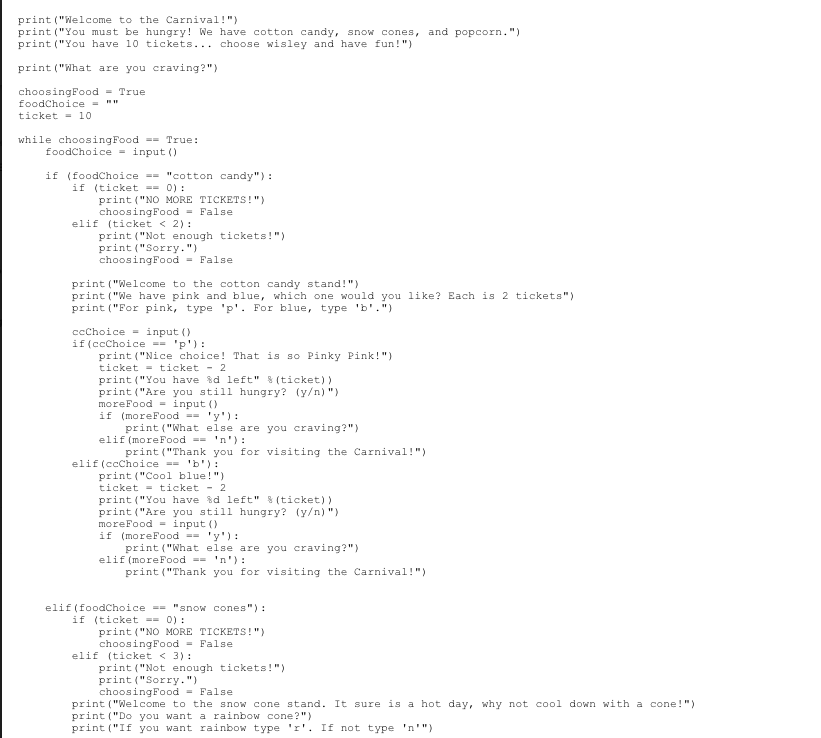 print("Welcome to the Carnival!")
print("You must be hungry! We have cotton candy, snow cones, and popcorn.")
print("You have 10 tickets... choose wisley and have fun!")

print("What are you craving?")

choosingFood = True
foodChoice = ""
ticket = 10

while choosingFood == True:
    foodChoice = input()

    if (foodChoice == "cotton candy"):
        if (ticket == 0):
            print("NO MORE TICKETS!")
            choosingFood = False
        elif (ticket < 2):
            print("Not enough tickets!")
            print("Sorry.")
            choosingFood = False

        print("Welcome to the cotton candy stand!")
        print("We have pink and blue, which one would you like? Each is 2 tickets")
        print("For pink, type 'p'. For blue, type 'b'.")

        ccChoice = input()
        if(ccChoice == 'p'):
            print("Nice choice! That is so Pinky Pink!")
            ticket = ticket - 2
            print("You have %d left" %(ticket))
            print("Are you still hungry? (y/n)")
            moreFood = input()
            if (moreFood == 'y'):
                print("What else are you craving?")
            elif(moreFood == 'n'):
                print("Thank you for visiting the Carnival!")
        elif(ccChoice == 'b'):
            print("Cool blue!")
            ticket = ticket - 2
            print("You have %d left" %(ticket))
            print("Are you still hungry? (y/n)")
            moreFood = input()
            if (moreFood == 'y'):
                print("What else are you craving?")
            elif(moreFood == 'n'):
                print("Thank you for visiting the Carnival!")


    elif(foodChoice == "snow cones"):
        if (ticket == 0):
            print("NO MORE TICKETS!")
            choosingFood = False
        elif (ticket < 3):
            print("Not enough tickets!")
            print("Sorry.")
            choosingFood = False
        print("Welcome to the snow cone stand. It sure is a hot day, why not cool down with a cone!")
        print("Do you want a rainbow cone?")
        print("If you want rainbow type 'r'. If not type 'n'")